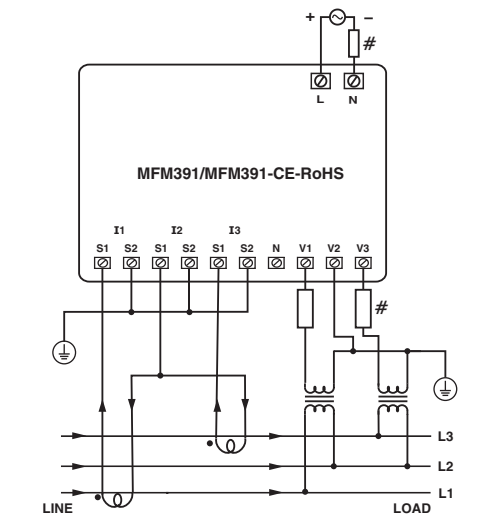 + −
#
L N
MFM391/MFM391-CE-RoHS
I1 I2 I3
S1 S2 S1 S2 S1 S2 N V1 V2 V3
#
L3
L2
L1
LINE LOAD